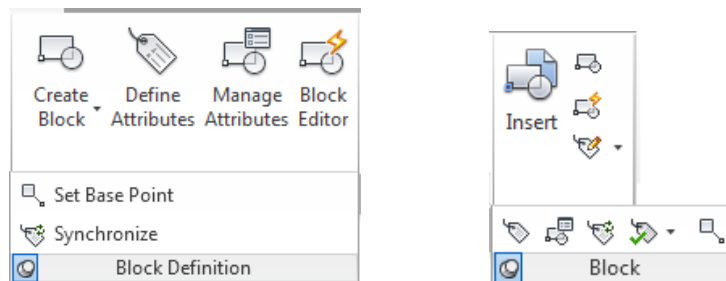 Create Define Manage Block
Block Attributes Attributes Editor
Set Base Point
Synchronize
Block Definition
Insert
Block